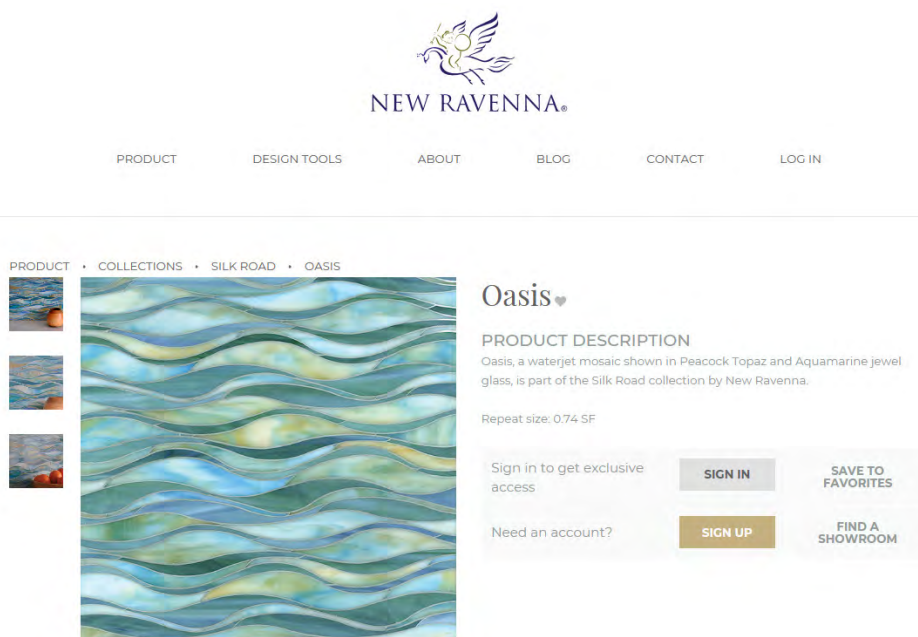 NEW RAVENNA®
PRODUCT DESIGN TOOLS ABOUT BLOG CONTACT LOG IN
PRODUCT • COLLECTIONS • SILK ROAD • OASIS
Oasis
PRODUCT DESCRIPTION
Oasis, a waterjet mosaic shown in Peacock Topaz and Aquamarine jewel
glass, is part of the Silk Road collection by New Ravenna.
Repeat size: 0.74 SF
Sign in to get exclusive
access
SIGN IN
SAVE TO
FAVORITES
Need an account?
SIGN UP
FIND A
SHOWROOM